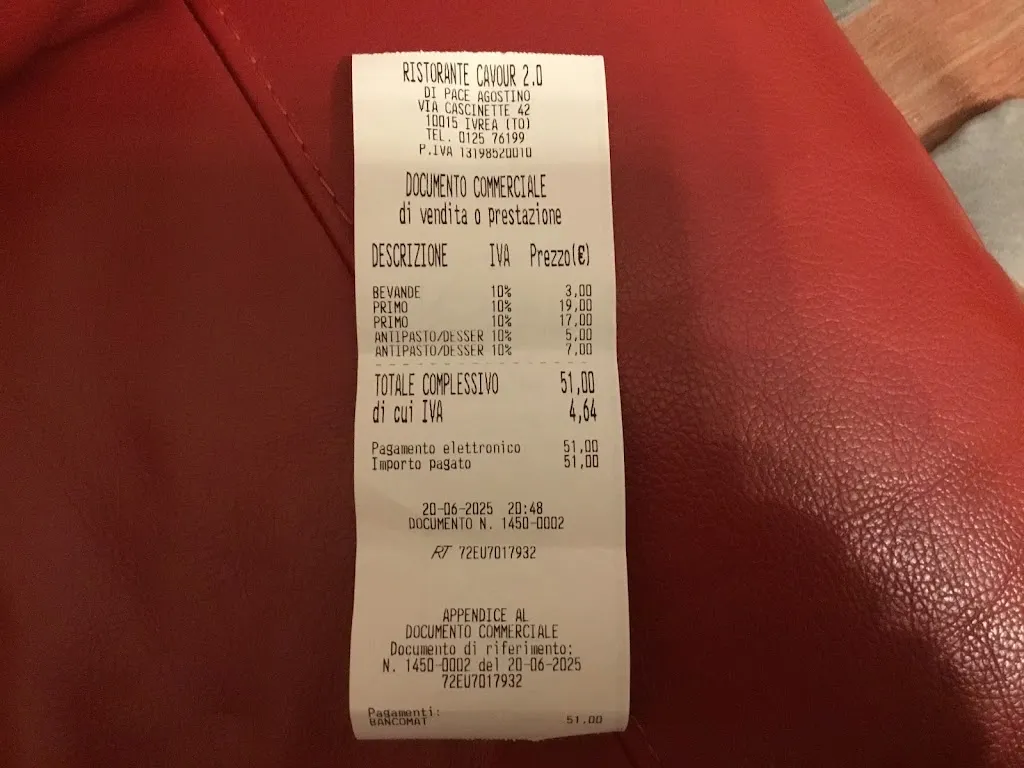 RISTORANTE CAVOUR 2.0
DI PACE AGOSTINO
VIA CASCINETTE 42
10015 IVREA (TO)
TEL. 0125 76199
P.IVA 13198520010
DOCUMENTO COMMERCIALE
di vendita o prestazione
DESCRIZIONE IVA Prezzo(€)
BEVANDE 10% 3,00
PRIMO 10% 19,00
PRIMO 10% 17,00
ANTIPASTO/DESSER 10% 5,00
ANTIPASTO/DESSER 10% 7,00
TOTALE COMPLESSIVO 51,00
di cui IVA 4,64
Pagamento elettronico 51,00
Importo pagato 51,00
20-06-2025 20:48
DOCUMENTO N. 1450-0002
RT 72EU7017932
APPENDICE AL
DOCUMENTO COMMERCIALE
Documento di riferimento:
N. 1450-0002 del 20-06-2025
72EU7017932
Pagamenti:
BANCOMAT 51,00